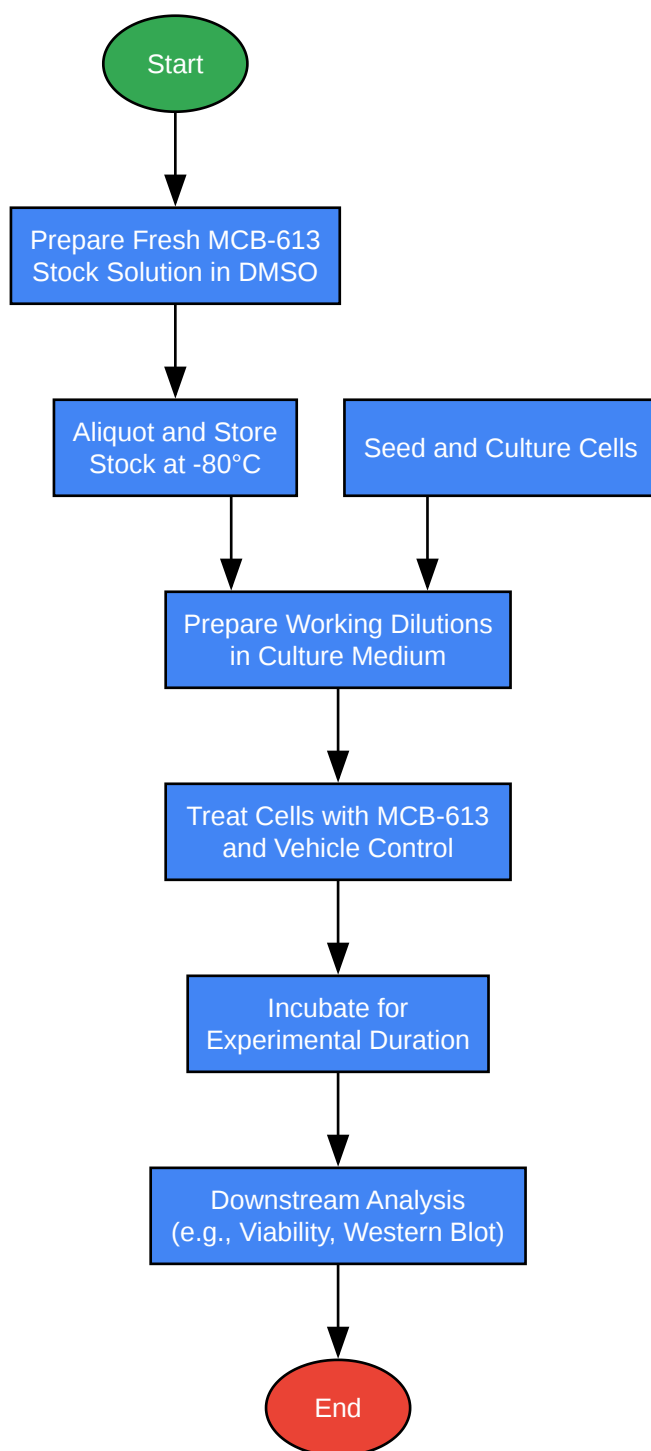 Start
Prepare Fresh MCB-613
Stock Solution in DMSO
Aliquot and Store
Stock at -80°C
Seed and Culture Cells
Prepare Working Dilutions
in Culture Medium
Treat Cells with MCB-613
and Vehicle Control
Incubate for
Experimental Duration
Downstream Analysis
(e.g., Viability, Western Blot)
End